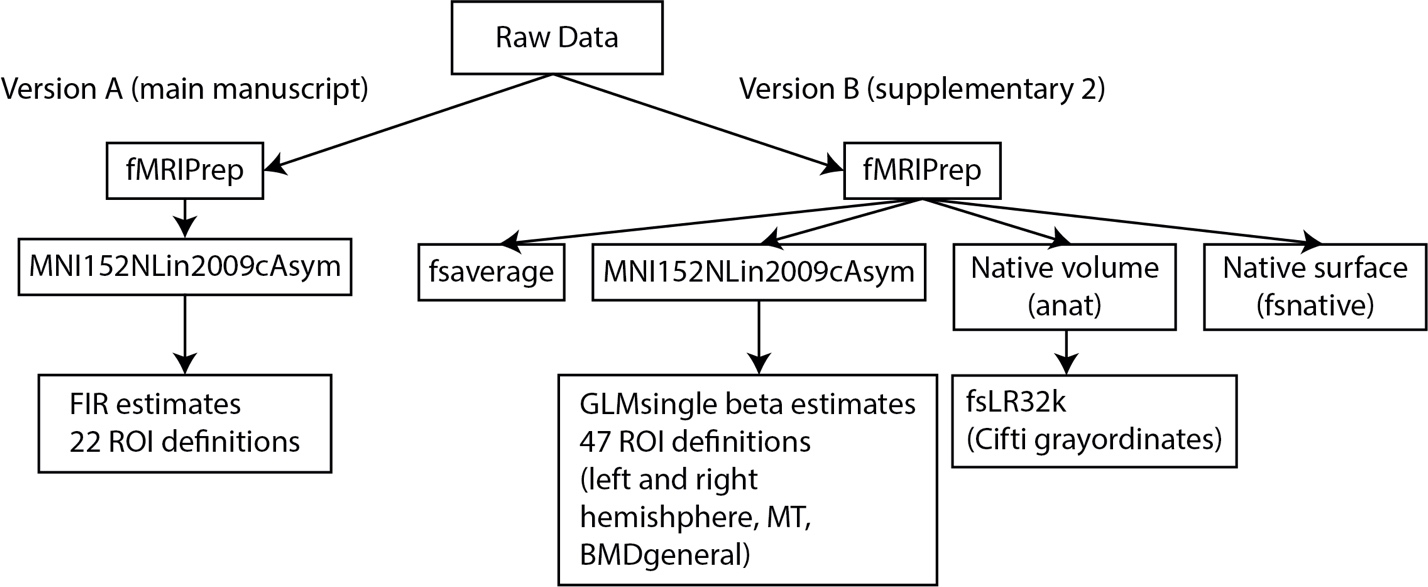 Raw Data
Version A (main manuscript)
Version B (supplementary 2)
fMRIPrep
fMRIPrep
MNI152NLin2009cAsym
fsaverage
MNI152NLin2009cAsym
Native volume
(anat)
Native surface
(fsnative)
FIR estimates
22 ROI definitions
GLMsingle beta estimates
47 ROI definitions
(left and right
hemishphere, MT,
BMDgeneral)
fsLR32k
(Cifti grayordinates)